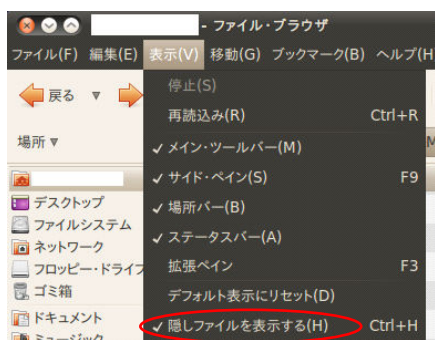 - ファイル・ブラウザ
ファイル(F) 編集(E) 表示(V) 移動(G) ブックマーク(B) ヘルプ(H
戻る
停止(S)
再読込み(R) Ctrl+R
場所
✓ メイン・ツールバー(M)
✓ サイド・ペイン(S) F9
デスクトップ
✓ 場所バー(B)
ファイルシステム
✓ ステータスバー(A)
ネットワーク
拡張ペイン F3
フロッピー・ドライブ
デフォルト表示にリセット(D)
ゴミ箱
ドキュメント
✓ 隠しファイルを表示する(H) Ctrl+H